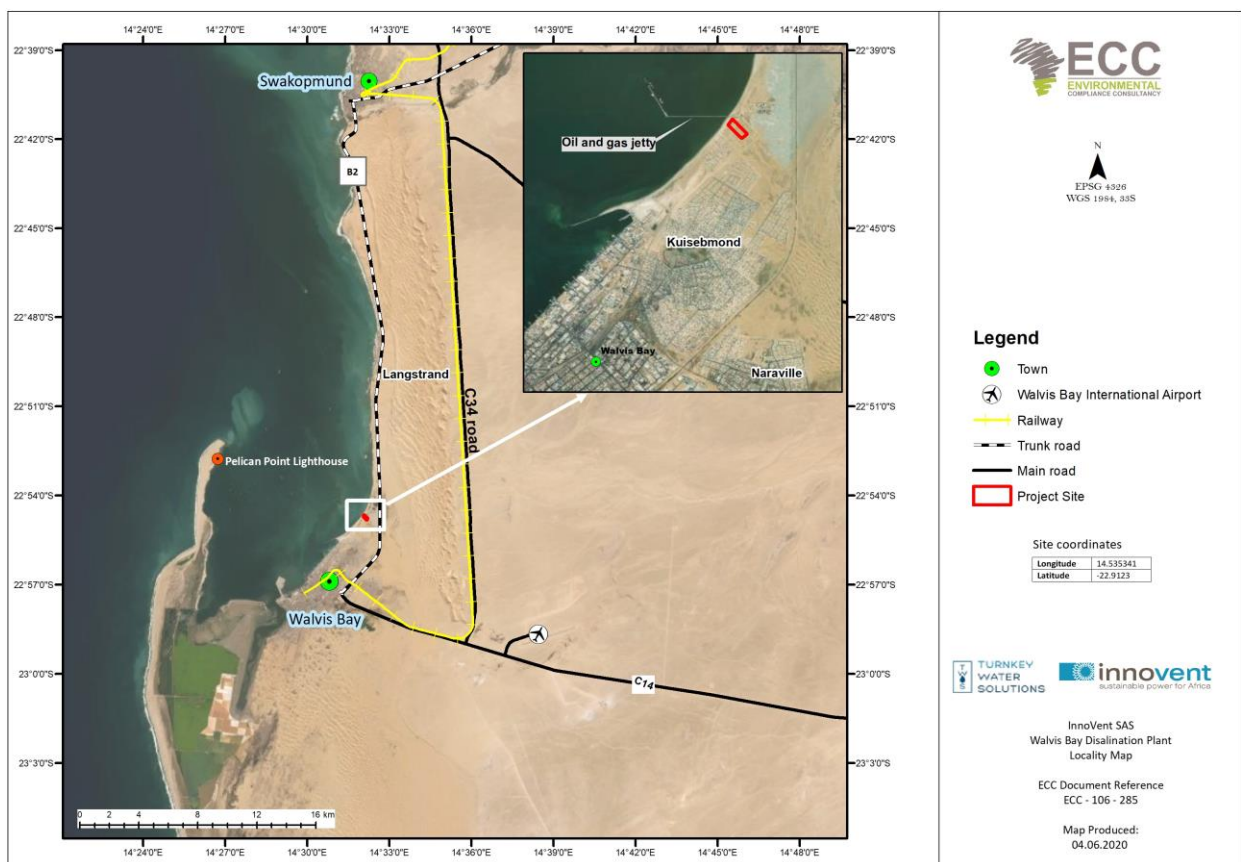 14°24'0"E 14°27'0"E 14°30'0"E 14°33'0"E 14°36'0"E 14°39'0"E 14°42'0"E 14°45'0"E 14°48'0"E
22°39'0"S
22°42'0"S
22°45'0"S
22°48'0"S
22°51'0"S
22°54'0"S
22°57'0"S
23°0'0"S
23°3'0"S
Swakopmund
B2
Langstrand
C34 road
Pelican Point Lighthouse
Walvis Bay
C14
0 2 4 8 12 16 km
Oil and gas jetty
Kuisebmond
Walvis Bay
Naraville
22°39'0"S
22°42'0"S
22°45'0"S
22°48'0"S
22°51'0"S
22°54'0"S
22°57'0"S
23°0'0"S
23°3'0"S
14°24'0"E 14°27'0"E 14°30'0"E 14°33'0"E 14°36'0"E 14°39'0"E 14°42'0"E 14°45'0"E 14°48'0"E
ECC
ENVIRONMENTAL
COMPLIANCE CONSULTANCY
N
EPSG 4326
WGS 1984, 33S
Legend
Town
Walvis Bay International Airport
Railway
Trunk road
Main road
Project Site
Site coordinates
Longitude 14.535341
Latitude -22.9123
TWS
TURNKEY
WATER
SOLUTIONS
innovent
sustainable power for Africa
InnoVent SAS
Walvis Bay Disalination Plant
Locality Map
ECC Document Reference
ECC - 106 - 285
Map Produced:
04.06.2020